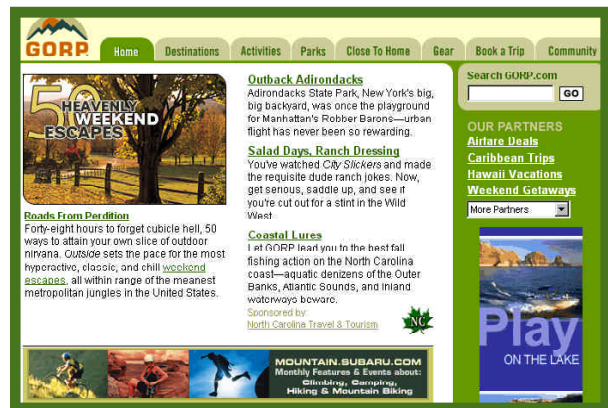 GORP
Home
Destinations
Activities
Parks
Close To Home
Gear
Book a Trip
Community
50
HEAVENLY
WEEKEND
ESCAPES
Roads From Perdition
Forty-eight hours to forget cubicle hell, 50
ways to attain your own slice of outdoor
nirvana. Outside sets the pace for the most
hyperactive, classic, and chill weekend
escapes, all within range of the meanest
metropolitan jungles in the United States.
Outback Adirondacks
Adirondacks State Park, New York's big,
big backyard, was once the playground
for Manhattan's Robber Barons—urban
flight has never been so rewarding.
Salad Days, Ranch Dressing
You've watched City Slickers and made
the requisite dude ranch jokes. Now,
get serious, saddle up, and see if
you're cut out for a stint in the Wild
West.
Coastal Lures
Let GORP lead you to the best fall
fishing action on the North Carolina
coast—aquatic denizens of the Outer
Banks, Atlantic Sounds, and inland
waterways beware.
Sponsored by:
North Carolina Travel & Tourism
NC
Search GORP.com
GO
OUR PARTNERS
Airfare Deals
Caribbean Trips
Hawaii Vacations
Weekend Getaways
More Partners
Play
ON THE LAKE
MOUNTAIN.SUBARU.COM
Monthly Features & Events about:
Climbing, Camping,
Hiking & Mountain Biking